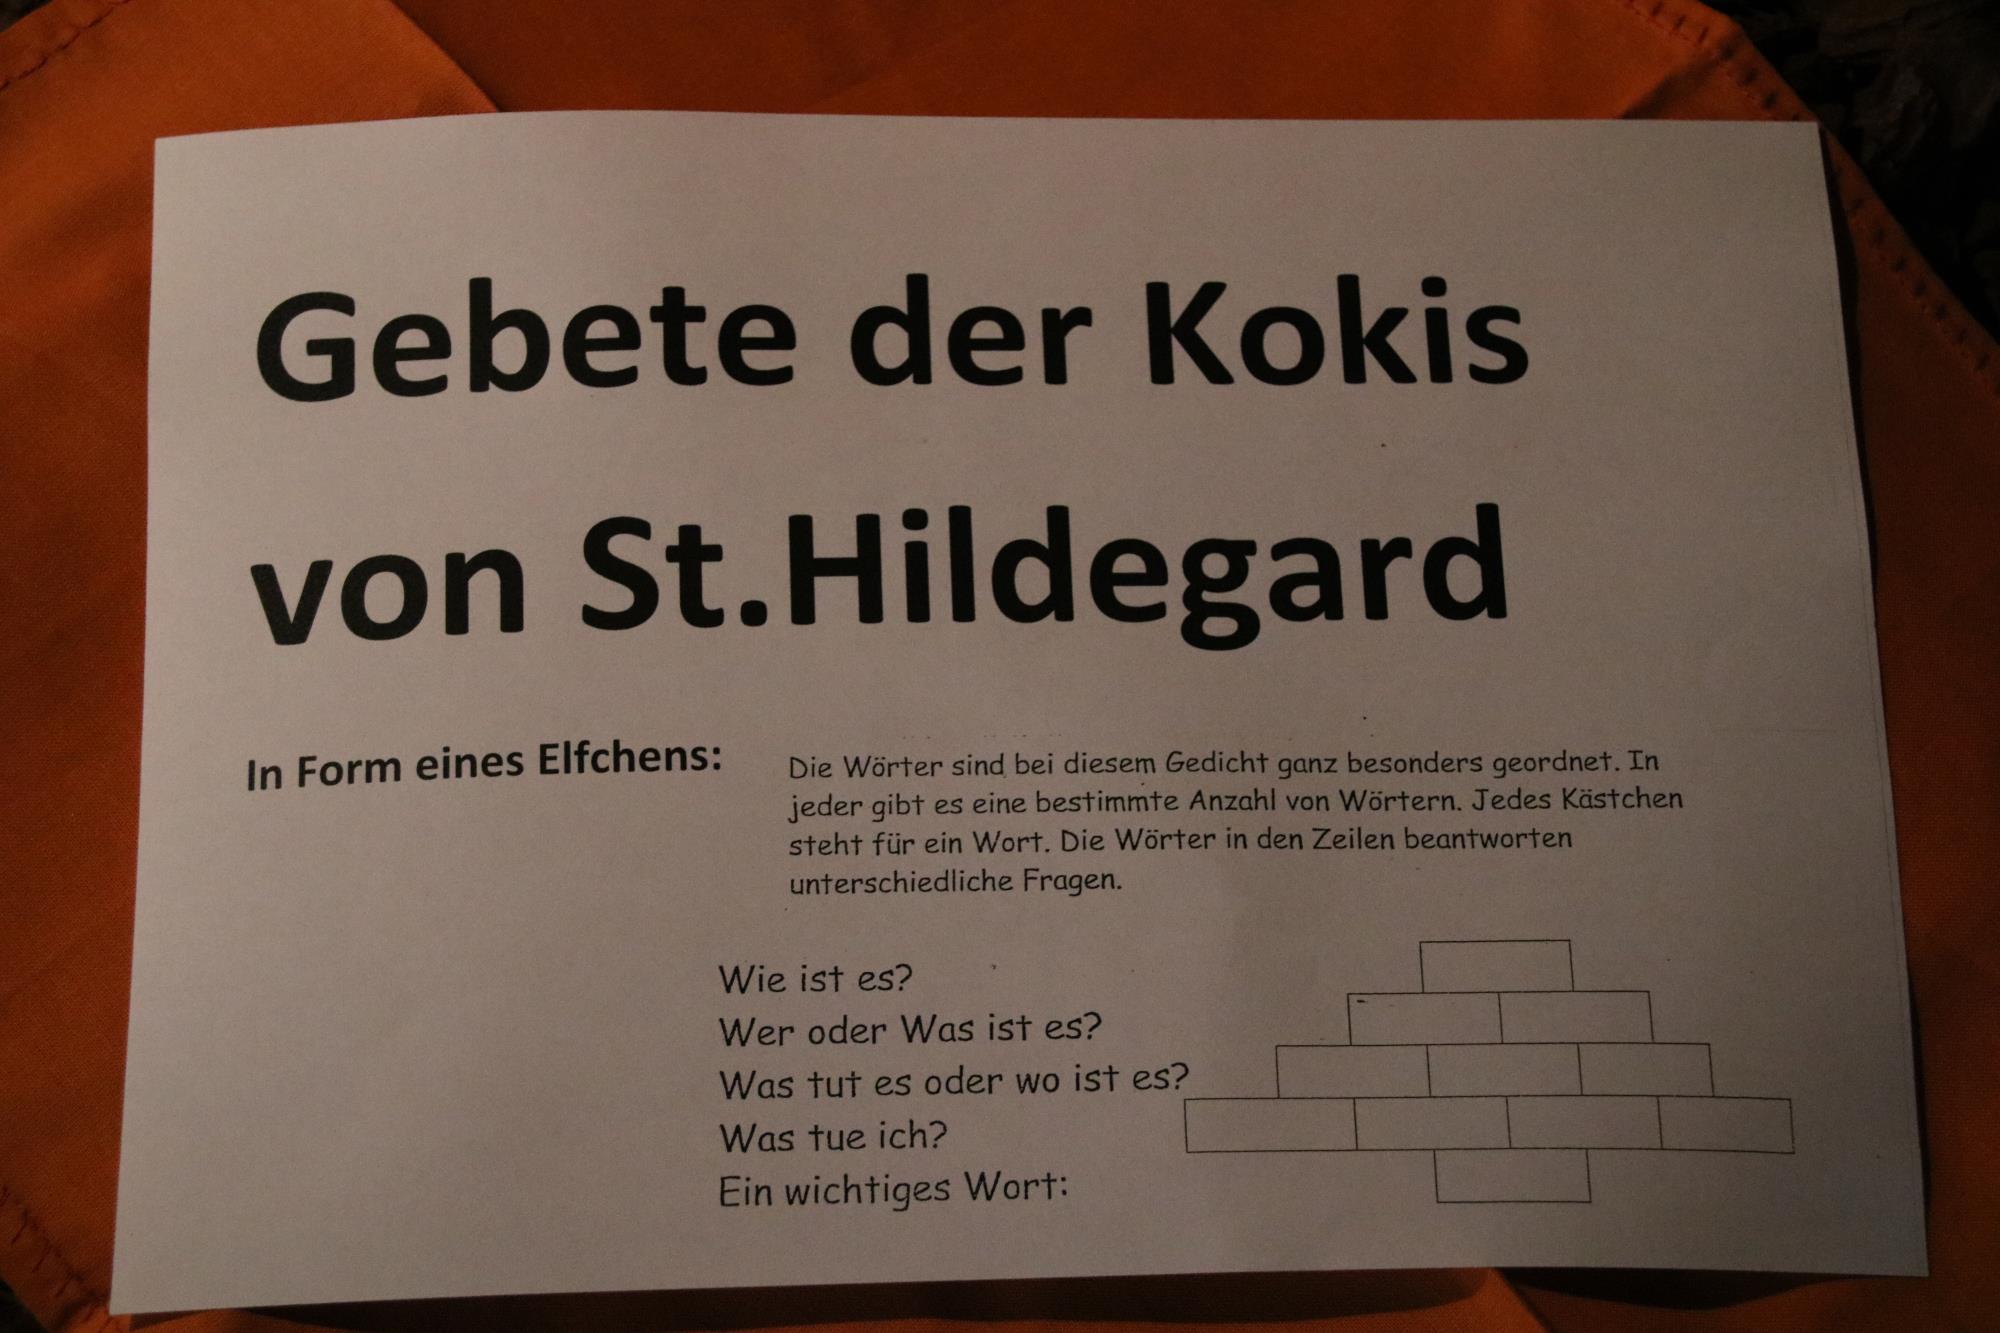 Gebete der Kokis
von St.Hildegard
In Form eines Elfchens:
Die Wörter sind bei diesem Gedicht ganz besonders geordnet. In
jeder gibt es eine bestimmte Anzahl von Wörtern. Jedes Kästchen
steht für ein Wort. Die Wörter in den Zeilen beantworten
unterschiedliche Fragen.
Wie ist es?
Wer oder Was ist es?
Was tut es oder wo ist es?
Was tue ich?
Ein wichtiges Wort: